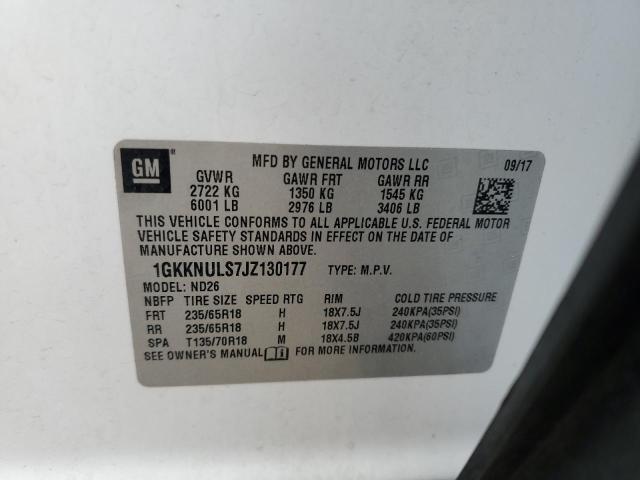 GM® MFD BY GENERAL MOTORS LLC 09/17
GVWR GAWR FRT GAWR RR
2722 KG 1350 KG 1545 KG
6001 LB 2976 LB 3406 LB
THIS VEHICLE CONFORMS TO ALL APPLICABLE U.S. FEDERAL MOTOR
VEHICLE SAFETY STANDARDS IN EFFECT ON THE DATE OF
MANUFACTURE SHOWN ABOVE.
1GKKNULS7JZ130177 TYPE: M.P.V.
MODEL: ND26
NBFP TIRE SIZE SPEED RTG RIM COLD TIRE PRESSURE
FRT 235/65R18 H 18X7.5J 240KPA(35PSI)
RR 235/65R18 H 18X7.5J 240KPA(35PSI)
SPA T135/70R18 M 18X4.5B 420KPA(60PSI)
SEE OWNER'S MANUAL FOR MORE INFORMATION.